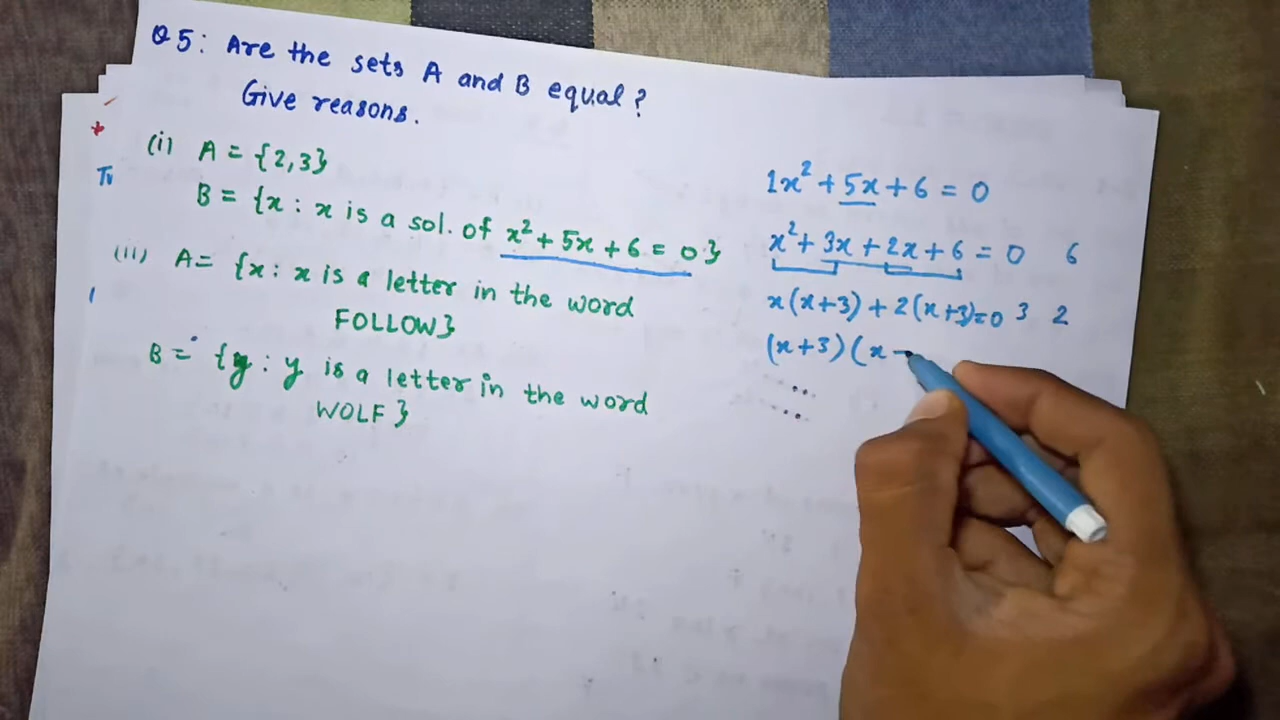 Q5: Are the sets A and B equal?
Give reasons.
(i) A = {2,3}
B = {x : x is a sol. of x² + 5x + 6 = 0}
(ii) A = {x : x is a letter in the word
FOLLOW}
B = {y : y is a letter in the word
WOLF}
1x² + 5x + 6 = 0
x² + 3x + 2x + 6 = 0 6
x(x+3) + 2(x+3)=0 3 2
(x+3)(x